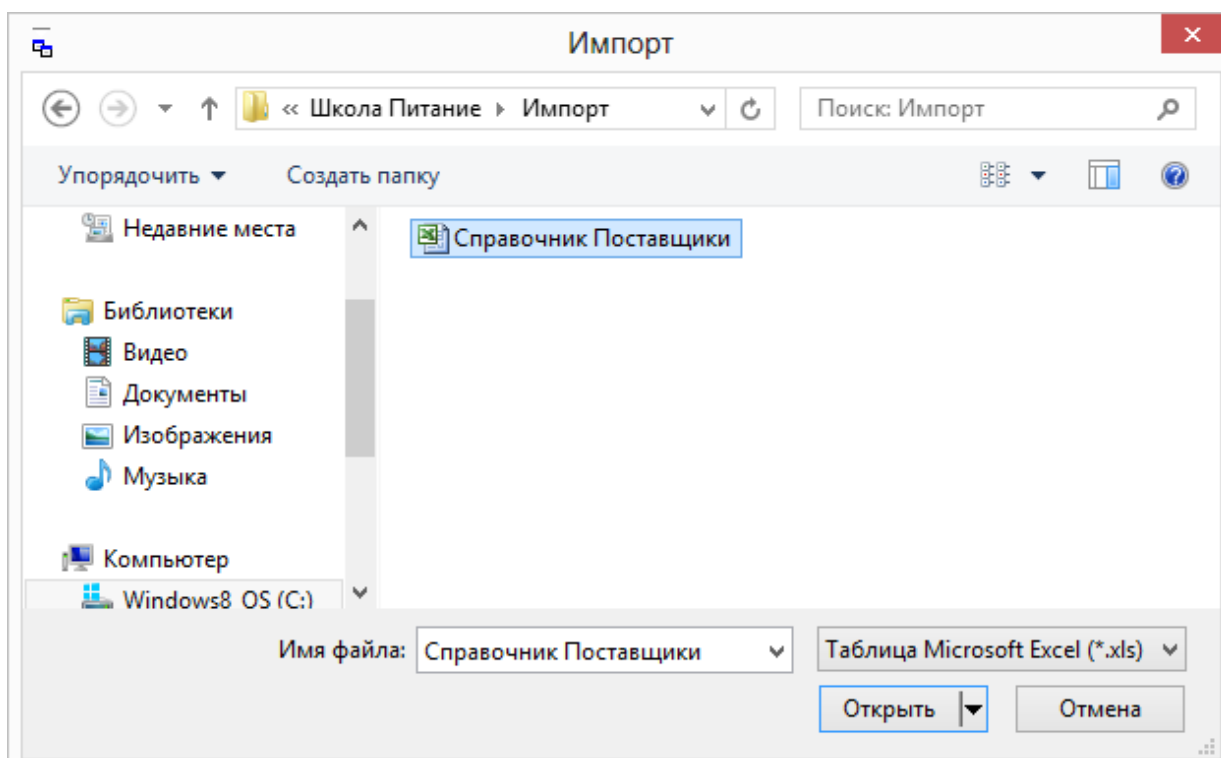 Импорт
« Школа Питание ▸ Импорт
Поиск: Импорт
Упорядочить
Создать папку
Недавние места
Справочник Поставщики
Библиотеки
Видео
Документы
Изображения
Музыка
Компьютер
Windows8_OS (C:)
Имя файла: Справочник Поставщики
Таблица Microsoft Excel (*.xls)
Открыть
Отмена